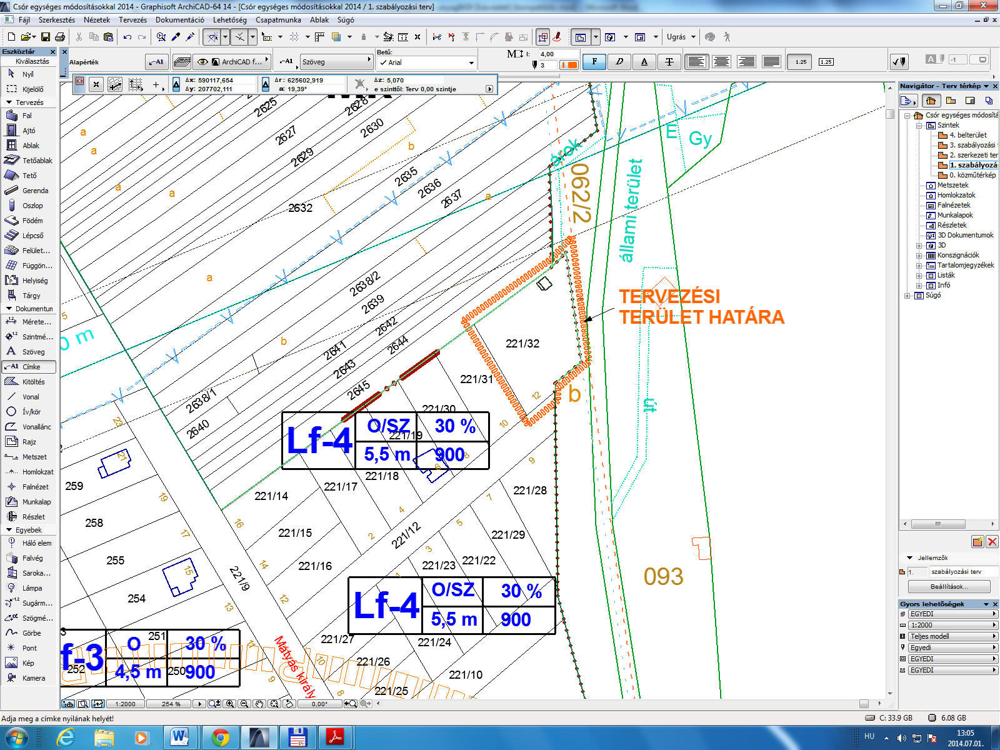 Csór egységes módosításokkal 2014 - Graphisoft ArchiCAD-64 14 - [Csór egységes módosításokkal 2014 / 1. szabályozási terv]
Fájl Szerkesztés Nézetek Tervezés Dokumentáció Lehetőség Csapatmunka Ablak Súgó
Ugrás
Eszköztár
Kiválasztás
Nyíl
Kijelölő
Tervezés
Fal
Ajtó
Ablak
Tetőablak
Tető
Gerenda
Oszlop
Födém
Lépcső
Felület...
Függön...
Helyiség
Tárgy
Dokumentun
Mérete...
Szintmé...
Szöveg
Címke
Kitöltés
Vonal
Ív/kör
Vonallánc
Rajz
Metszet
Homlokzat
Falnézet
Munkalap
Részlet
Egyebek
Háló elem
Falvég
Saroka...
Lámpa
Sugárm...
Szögmé...
Görbe
Pont
Kép
Kamera
Alapérték
A1
ArchiCAD f...
A1
Szöveg
Betű:
Arial
M
I:
4,00
3
F
D
A
T
1.25
1.25
A
-1
Δx: 590117,654
Δy: 207702,111
Δr: 625602,919
a: 19,39°
Δz: 5,070
e szinttől: Terv 0,00 szintje
2625
2628
2627
2630
2629
2635
2636
2637
2632
a
a
a
a
a
a
b
b
b
árok
062/2
állami terület
E
Gy
2638/2
2639
2642
2641
2644
2643
2645
2638/1
2640
0 m
5
TERVEZÉSI
TERÜLET HATÁRA
221/32
221/31
221/30
221/19
12
10
út
Lf-4
O/SZ
30 %
5,5 m
900
6
8
9
23
21
259
19
258
17
255
15
254
13
16
14
12
221/14
221/17
221/18
221/15
221/16
221/12
4
2
7
5
3
1
221/28
221/29
221/22
221/23
221/9
Lf-4
O/SZ
30 %
5,5 m
900
093
221/27
221/24
221/26
221/10
221/25
11
10
9
8
Mátyás király
f-3
O
30 %
4,5 m
900
251
252
250
3
1:2000
254 %
0,00°
Navigátor - Terv térkép
Csór egységes módosítá
Szintek
4. belterület
3. szabályozási
2. szerkezeti ter
1. szabályozá
0. közműtérkép
Metszetek
Homlokzatok
Falnézetek
Munkalapok
Részletek
3D Dokumentumok
3D
Konszignációk
Tartalomjegyzékek
Listák
Infó
Súgó
Jellemzők
1.
szabályozási terv
Beállítások...
Gyors lehetőségek
EGYEDI
1:2000
Teljes modell
Egyedi
EGYEDI
EGYEDI
Adja meg a címke nyilának helyét!
C: 33.9 GB
6.08 GB
HU
13:05
2014.07.01.